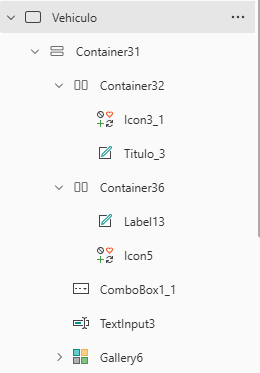 Vehiculo
Container31
Container32
Icon3_1
Titulo_3
Container36
Label13
Icon5
ComboBox1_1
TextInput3
Gallery6